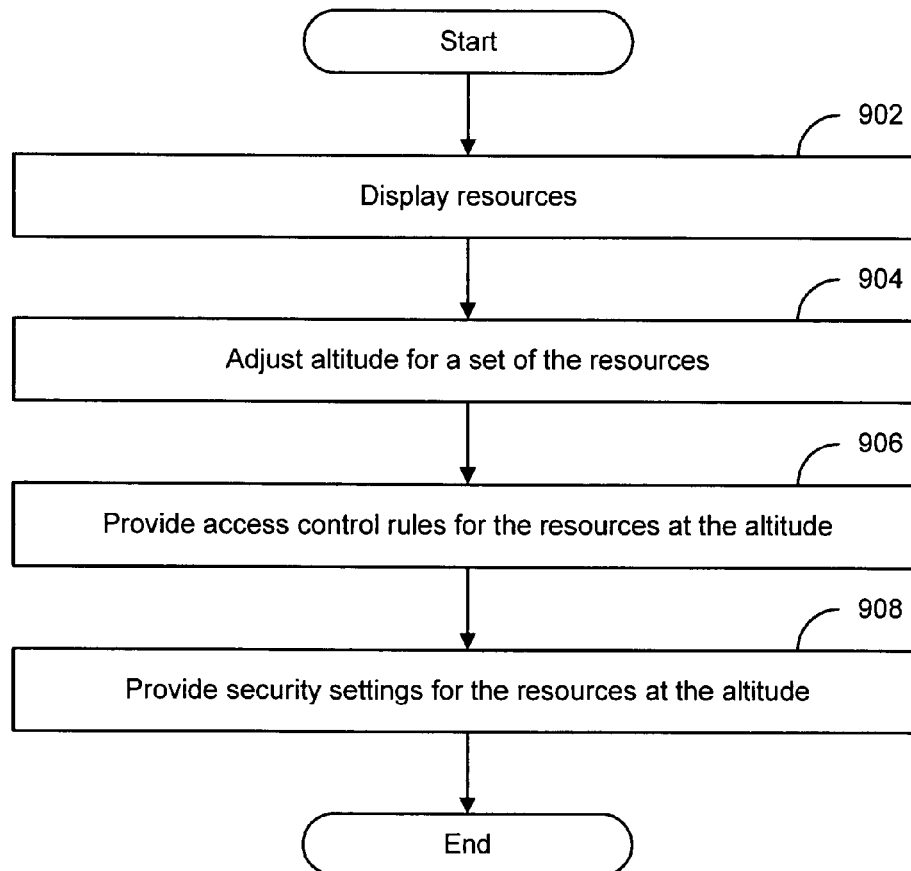 Start
902
Display resources
904
Adjust altitude for a set of the resources
906
Provide access control rules for the resources at the altitude
908
Provide security settings for the resources at the altitude
End